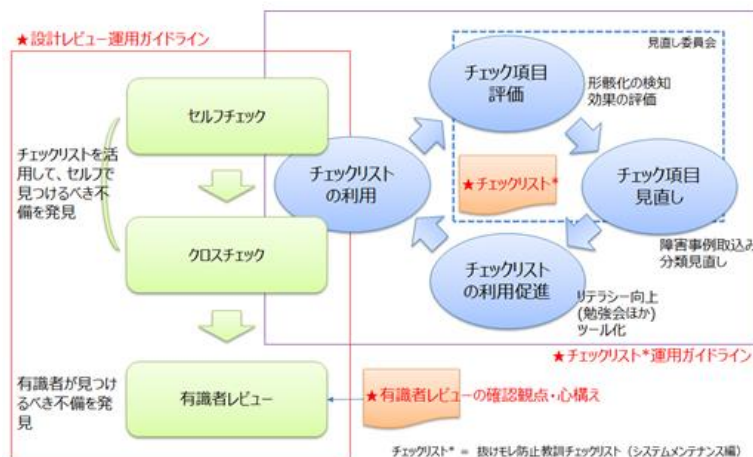 ★設計レビュー運用ガイドライン
見直し委員会
セルフチェック
チェックリストを活
用して、セルフで
見つけるべき不
備を発見
クロスチェック
有識者が見つけ
るべき不備を発
見
有識者レビュー
チェック項目
評価
形骸化の検知
効果の評価
チェックリスト
の利用
★チェックリスト*
チェック項目
見直し
障害事例取込み
分類見直し
チェックリスト
の利用促進
リテラシー向上
(勉強会ほか)
ツール化
★チェックリスト*運用ガイドライン
★有識者レビューの確認観点・心構え
チェックリスト* = 抜けモレ防止教訓チェックリスト（システムメンテナンス編）